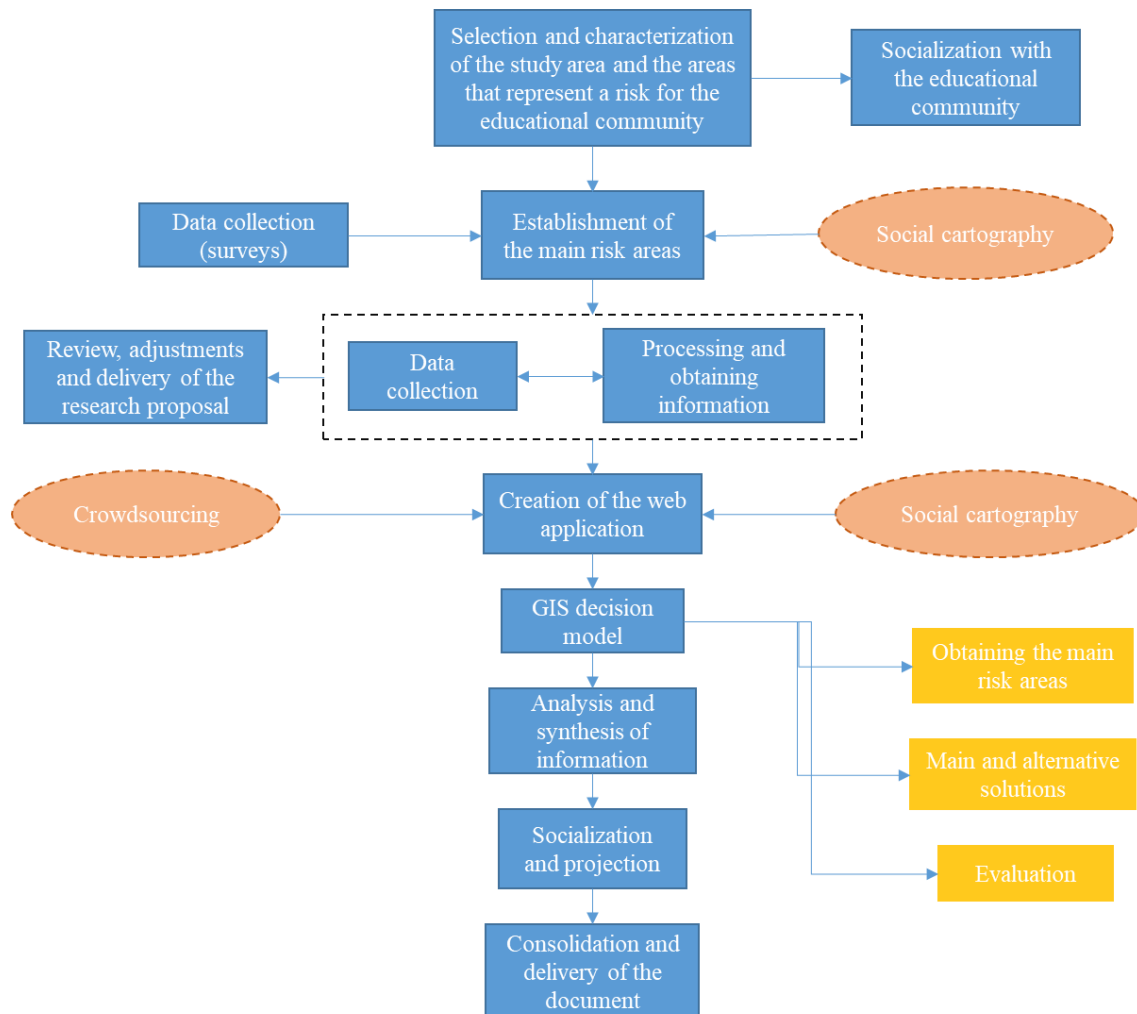 Selection and characterization
of the study area and the areas
that represent a risk for the
educational community
Socialization with
the educational
community
Data collection
(surveys)
Establishment of
the main risk areas
Social cartography
Review, adjustments
and delivery of the
research proposal
Data
collection
Processing and
obtaining
information
Crowdsourcing
Creation of the web
application
Social cartography
GIS decision
model
Obtaining the main
risk areas
Analysis and
synthesis of
information
Main and alternative
solutions
Socialization
and projection
Evaluation
Consolidation and
delivery of the
document